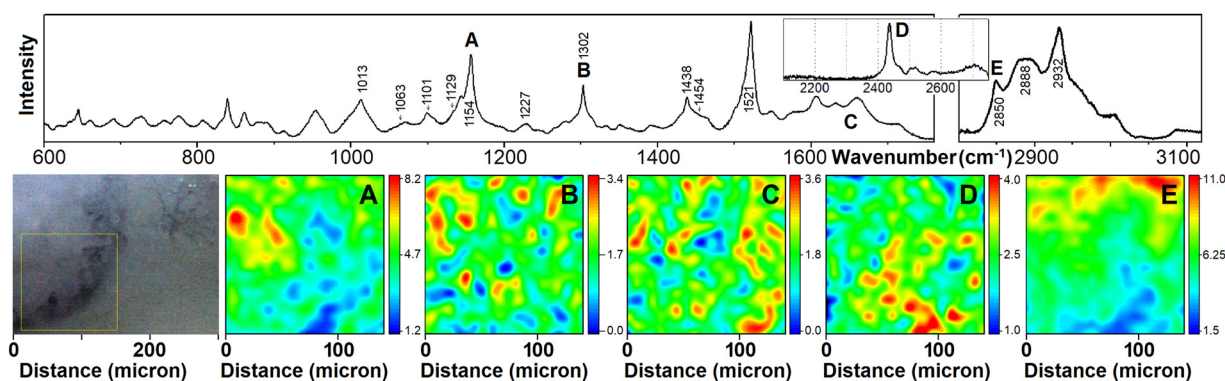 Intensity
A
B
C
D
E
1013
1063
1101
1129
1154
1227
1302
1438
1454
1521
2850
2888
2932
2200 2400 2600
600 800 1000 1200 1400 1600 Wavenumber (cm⁻¹) 2900 3100
A
8.2
4.7
1.2
B
3.4
1.7
0.0
C
3.6
1.8
0.0
D
4.0
2.5
1.0
E
11.0
6.25
1.5
0 200
Distance (micron)
0 100
Distance (micron)
0 100
Distance (micron)
0 100
Distance (micron)
0 100
Distance (micron)
0 100
Distance (micron)